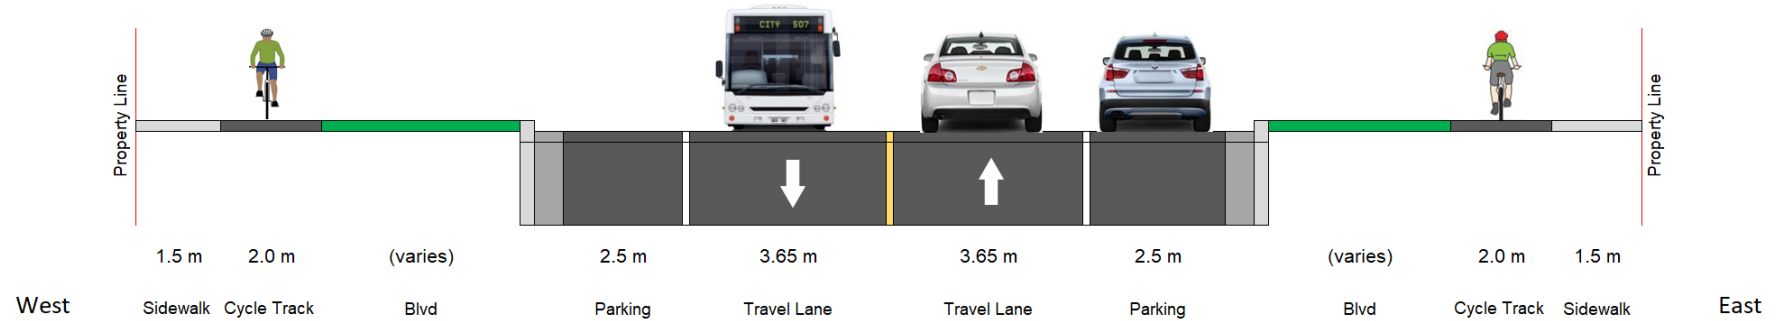 CITY 507
Property Line
Property Line
1.5 m 2.0 m (varies) 2.5 m 3.65 m 3.65 m 2.5 m (varies) 2.0 m 1.5 m
West Sidewalk Cycle Track Blvd Parking Travel Lane Travel Lane Parking Blvd Cycle Track Sidewalk East